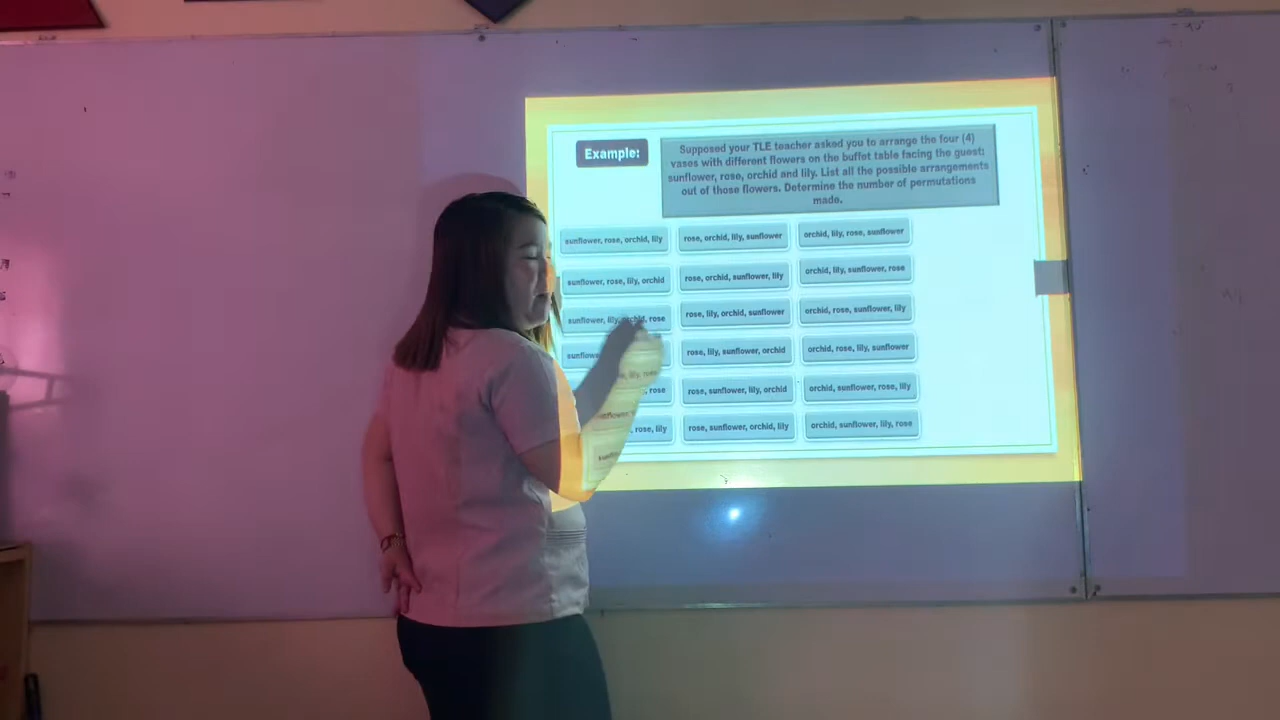 Example:
Supposed your TLE teacher asked you to arrange the four (4)
vases with different flowers on the buffet table facing the guest:
sunflower, rose, orchid and lily. List all the possible arrangements
out of those flowers. Determine the number of permutations
made.
sunflower, rose, orchid, lily
rose, orchid, lily, sunflower
orchid, lily, rose, sunflower
sunflower, rose, lily, orchid
rose, orchid, sunflower, lily
orchid, lily, sunflower, rose
sunflower, lily, orchid, rose
rose, lily, orchid, sunflower
orchid, rose, sunflower, lily
rose, lily, sunflower, orchid
orchid, rose, lily, sunflower
rose
rose, sunflower, lily, orchid
orchid, sunflower, rose, lily
rose, lily
rose, sunflower, orchid, lily
orchid, sunflower, lily, rose